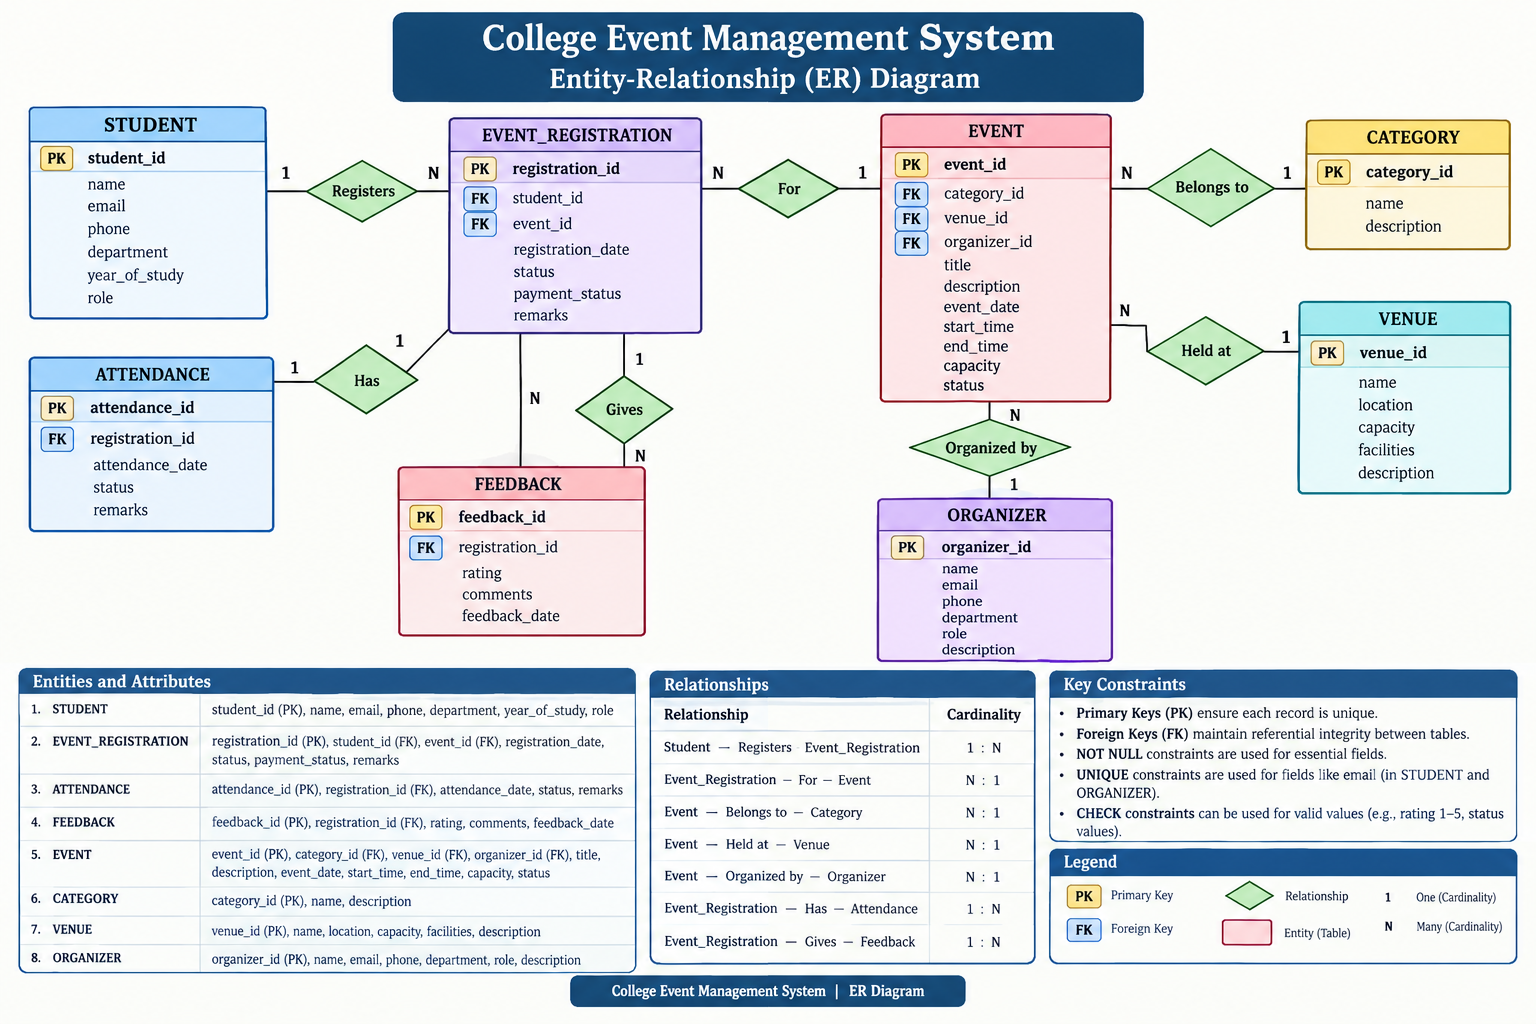 College Event Management System
Entity-Relationship (ER) Diagram
STUDENT
PK student_id
name
email
phone
department
year_of_study
role
1
Registers
N
EVENT_REGISTRATION
PK registration_id
FK student_id
FK event_id
registration_date
status
payment_status
remarks
N
For
1
EVENT
PK event_id
FK category_id
FK venue_id
FK organizer_id
title
description
event_date
start_time
end_time
capacity
status
N
Belongs to
1
CATEGORY
PK category_id
name
description
N
Held at
1
VENUE
PK venue_id
name
location
capacity
facilities
description
ATTENDANCE
PK attendance_id
FK registration_id
attendance_date
status
remarks
1
Has
1
N
1
Gives
N
FEEDBACK
PK feedback_id
FK registration_id
rating
comments
feedback_date
N
Organized by
1
ORGANIZER
PK organizer_id
name
email
phone
department
role
description
Entities and Attributes
1. STUDENT student_id (PK), name, email, phone, department, year_of_study, role
2. EVENT_REGISTRATION registration_id (PK), student_id (FK), event_id (FK), registration_date,
status, payment_status, remarks
3. ATTENDANCE attendance_id (PK), registration_id (FK), attendance_date, status, remarks
4. FEEDBACK feedback_id (PK), registration_id (FK), rating, comments, feedback_date
5. EVENT event_id (PK), category_id (FK), venue_id (FK), organizer_id (FK), title,
description, event_date, start_time, end_time, capacity, status
6. CATEGORY category_id (PK), name, description
7. VENUE venue_id (PK), name, location, capacity, facilities, description
8. ORGANIZER organizer_id (PK), name, email, phone, department, role, description
Relationships
Relationship Cardinality
Student — Registers Event_Registration 1 : N
Event_Registration — For — Event N : 1
Event — Belongs to — Category N : 1
Event — Held at — Venue N : 1
Event — Organized by — Organizer N : 1
Event_Registration — Has — Attendance 1 : N
Event_Registration — Gives — Feedback 1 : N
Key Constraints
• Primary Keys (PK) ensure each record is unique.
• Foreign Keys (FK) maintain referential integrity between tables.
• NOT NULL constraints are used for essential fields.
• UNIQUE constraints are used for fields like email (in STUDENT and
ORGANIZER).
• CHECK constraints can be used for valid values (e.g., rating 1–5, status
values).
Legend
PK Primary Key Relationship 1 One (Cardinality)
FK Foreign Key Entity (Table) N Many (Cardinality)
College Event Management System | ER Diagram